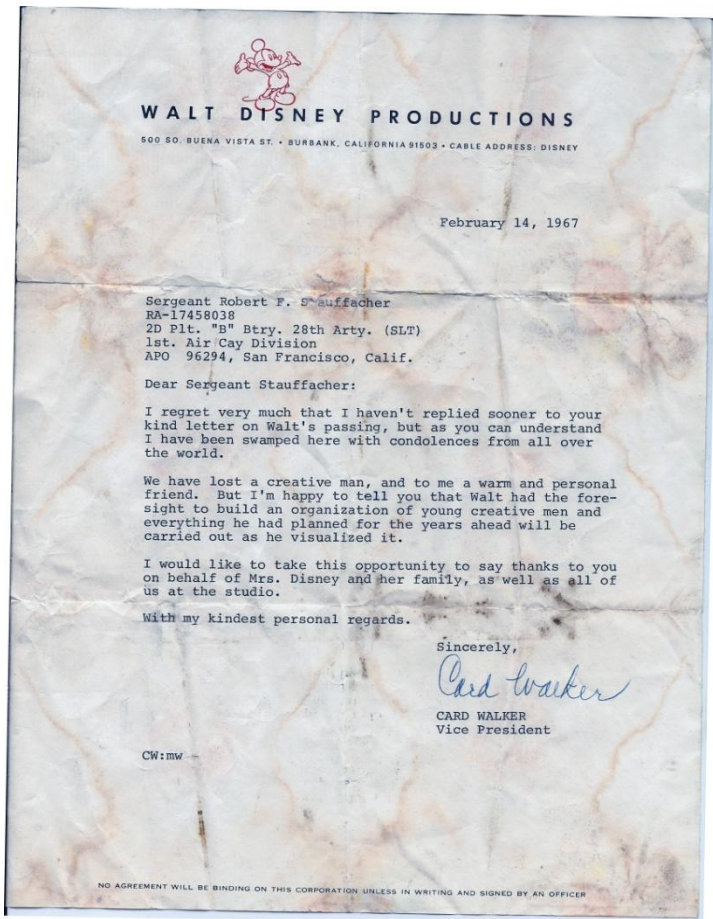 WALT DISNEY PRODUCTIONS
500 SO. BUENA VISTA ST. • BURBANK, CALIFORNIA 91503 • CABLE ADDRESS: DISNEY
February 14, 1967
Sergeant Robert F. Stauffacher
RA-17458038
2D Plt. "B" Btry. 28th Arty. (SLT)
1st. Air Cay Division
APO 96294, San Francisco, Calif.
Dear Sergeant Stauffacher:
I regret very much that I haven't replied sooner to your
kind letter on Walt's passing, but as you can understand
I have been swamped here with condolences from all over
the world.
We have lost a creative man, and to me a warm and personal
friend. But I'm happy to tell you that Walt had the fore-
sight to build an organization of young creative men and
everything he had planned for the years ahead will be
carried out as he visualized it.
I would like to take this opportunity to say thanks to you
on behalf of Mrs. Disney and her family, as well as all of
us at the studio.
With my kindest personal regards.
Sincerely,
Card Walker
CARD WALKER
Vice President
CW:mw
NO AGREEMENT WILL BE BINDING ON THIS CORPORATION UNLESS IN WRITING AND SIGNED BY AN OFFICER